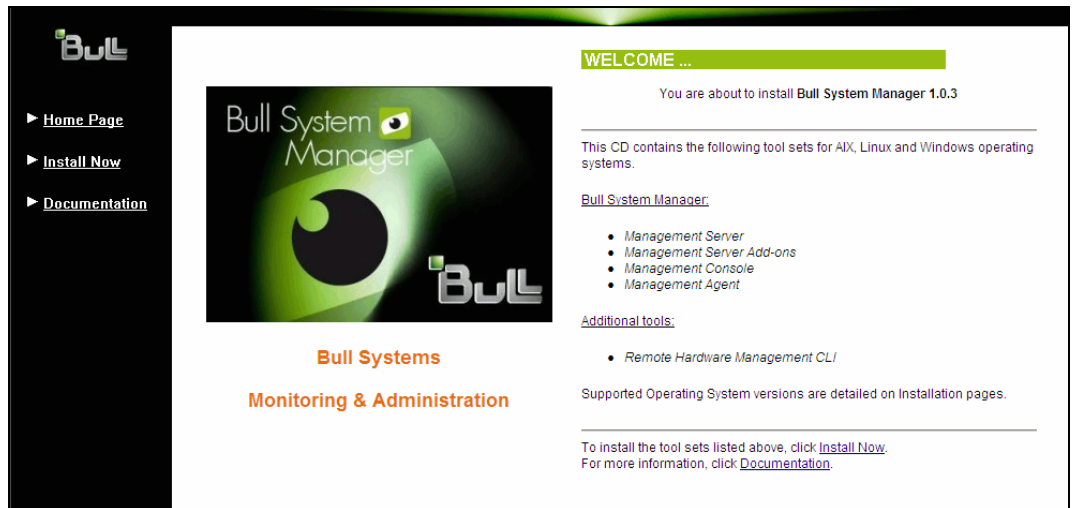 Bull
Home Page
Install Now
Documentation
Bull System
Manager
Bull
Bull Systems
Monitoring & Administration
WELCOME ...
You are about to install Bull System Manager 1.0.3
This CD contains the following tool sets for AIX, Linux and Windows operating
systems.
Bull System Manager:
Management Server
Management Server Add-ons
Management Console
Management Agent
Additional tools:
Remote Hardware Management CLI
Supported Operating System versions are detailed on Installation pages.
To install the tool sets listed above, click Install Now.
For more information, click Documentation.